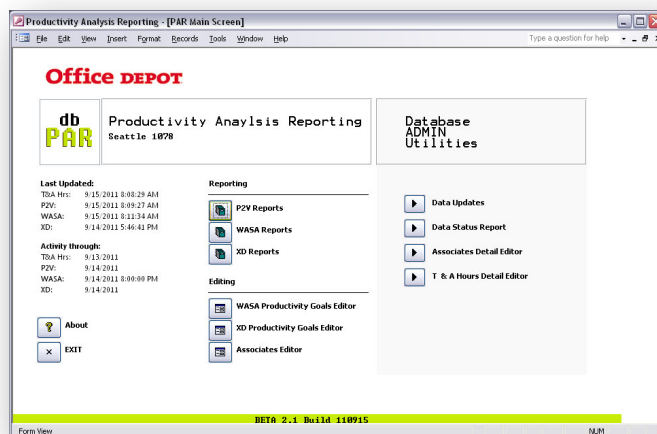 Productivity Analysis Reporting - [PAR Main Screen]
File Edit View Insert Format Records Tools Window Help
Type a question for help
Office DEPOT
db
PAR
Productivity Anaylsis Reporting
Seattle 1078
Database
ADMIN
Utilities
Last Updated:
T&A Hrs: 9/15/2011 8:08:29 AM
P2V: 9/15/2011 8:09:27 AM
WASA: 9/15/2011 8:11:34 AM
XD: 9/14/2011 5:46:41 PM
Activity through:
T&A Hrs: 9/13/2011
P2V: 9/14/2011
WASA: 9/14/2011 8:00:00 PM
XD: 9/14/2011
? About
× EXIT
Reporting
P2V Reports
WASA Reports
XD Reports
Editing
WASA Productivity Goals Editor
XD Productivity Goals Editor
Associates Editor
Data Updates
Data Status Report
Associates Detail Editor
T & A Hours Detail Editor
BETA 2.1 Build 110915
Form View
NUM